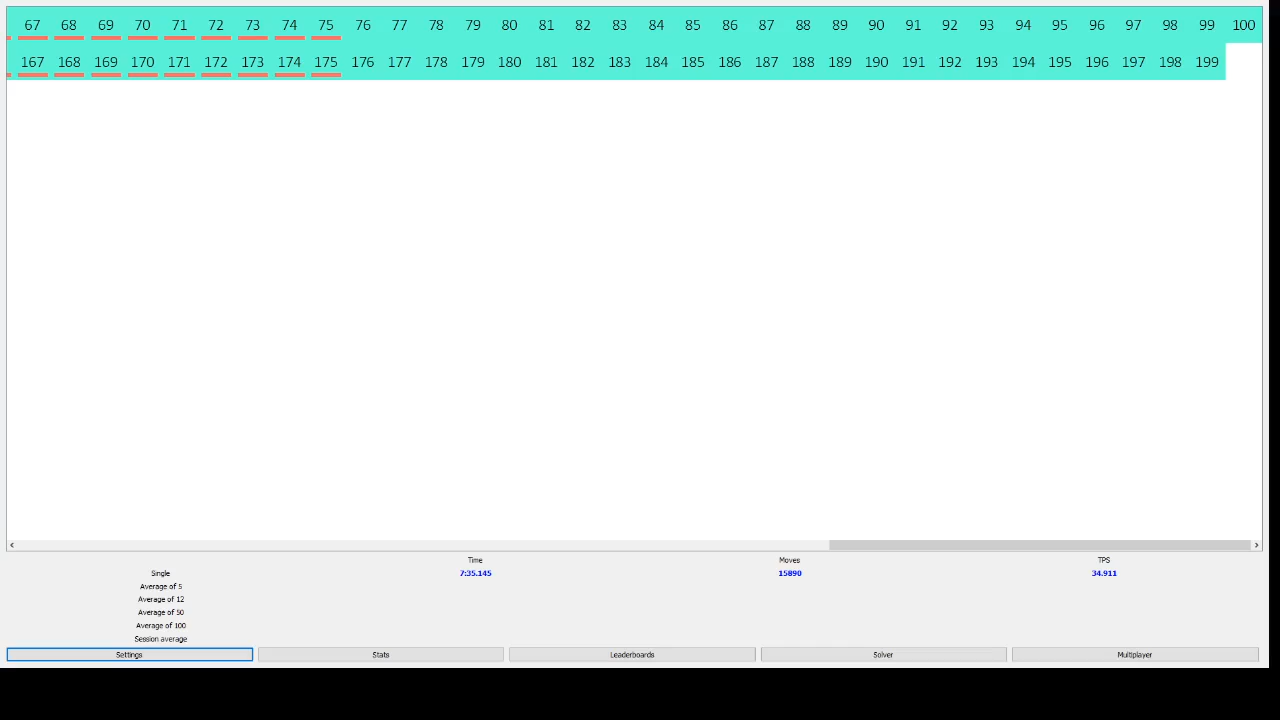 67 68 69 70 71 72 73 74 75 76 77 78 79 80 81 82 83 84 85 86 87 88 89 90 91 92 93 94 95 96 97 98 99 100
167 168 169 170 171 172 173 174 175 176 177 178 179 180 181 182 183 184 185 186 187 188 189 190 191 192 193 194 195 196 197 198 199
Time Moves TPS
Single 7:35.145 15890 34.911
Average of 5
Average of 12
Average of 50
Average of 100
Session average
Settings Stats Leaderboards Solver Multiplayer